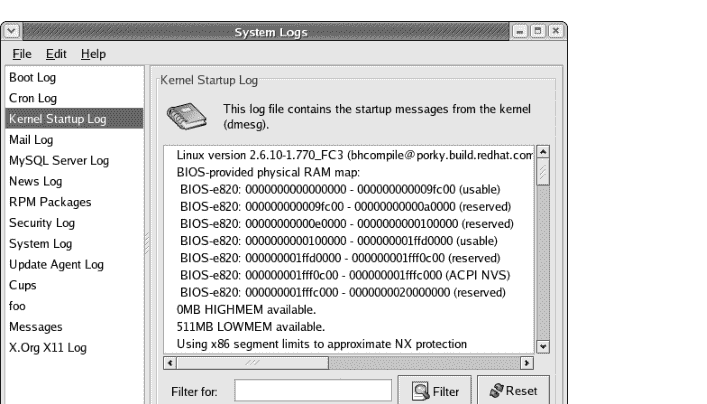 System Logs
File Edit Help
Boot Log
Cron Log
Kernel Startup Log
Mail Log
MySQL Server Log
News Log
RPM Packages
Security Log
System Log
Update Agent Log
Cups
foo
Messages
X.Org X11 Log
Kernel Startup Log
This log file contains the startup messages from the kernel
(dmesg).
Linux version 2.6.10-1.770_FC3 (bhcompile@porky.build.redhat.com
BIOS-provided physical RAM map:
BIOS-e820: 0000000000000000 - 000000000009fc00 (usable)
BIOS-e820: 000000000009fc00 - 00000000000a0000 (reserved)
BIOS-e820: 00000000000e0000 - 0000000000100000 (reserved)
BIOS-e820: 0000000000100000 - 000000001ffd0000 (usable)
BIOS-e820: 000000001ffd0000 - 000000001fff0c00 (reserved)
BIOS-e820: 000000001fff0c00 - 000000001fffc000 (ACPI NVS)
BIOS-e820: 000000001fffc000 - 0000000020000000 (reserved)
0MB HIGHMEM available.
511MB LOWMEM available.
Using x86 segment limits to approximate NX protection
Filter for:
Filter
Reset